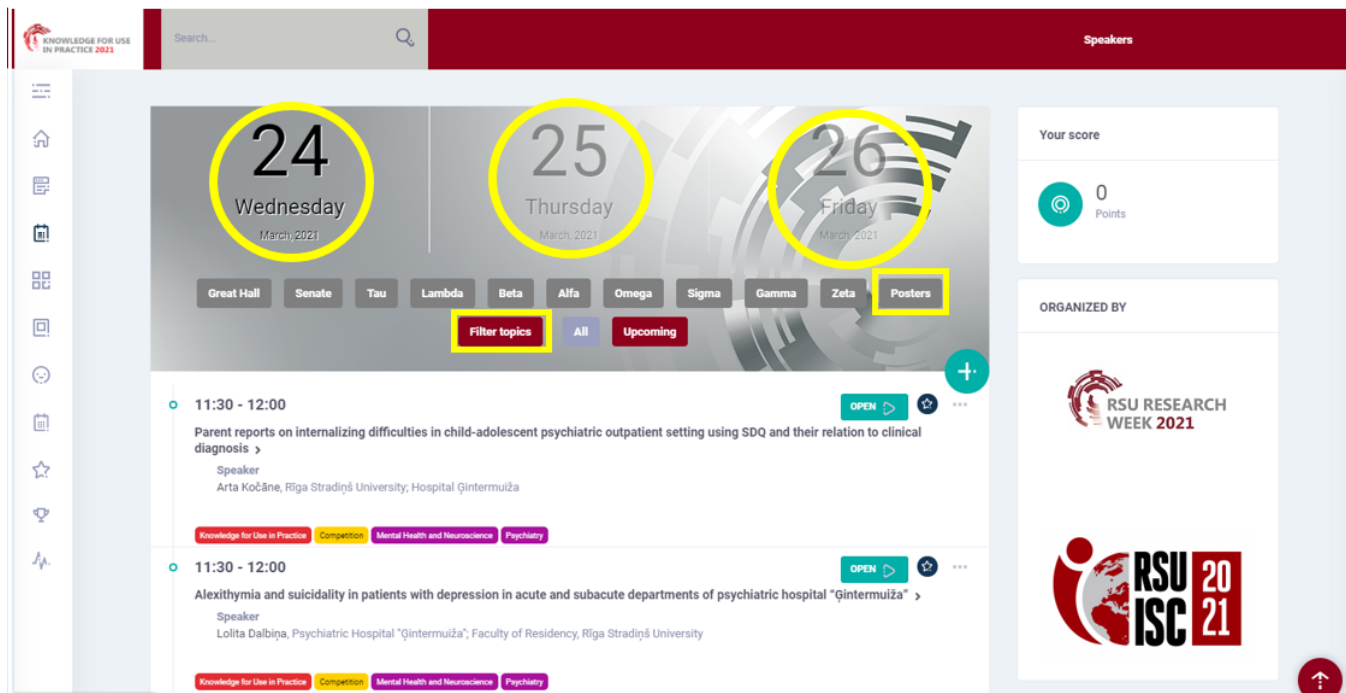 KNOWLEDGE FOR USE
IN PRACTICE 2021
Search...
Speakers
24
Wednesday
March, 2021
25
Thursday
March, 2021
26
Friday
March, 2021
Great Hall Senate Tau Lambda Beta Alfa Omega Sigma Gamma Zeta Posters
Filter topics All Upcoming
Your score
0
Points
ORGANIZED BY
RSU RESEARCH
WEEK 2021
RSU 20
ISC 21
11:30 - 12:00
OPEN
Parent reports on internalizing difficulties in child-adolescent psychiatric outpatient setting using SDQ and their relation to clinical
diagnosis
Speaker
Arta Kočāne, Rīga Stradiņš University; Hospital Ģintermuiža
Knowledge for Use in Practice Competition Mental Health and Neuroscience Psychiatry
11:30 - 12:00
OPEN
Alexithymia and suicidality in patients with depression in acute and subacute departments of psychiatric hospital “Ģintermuiža”
Speaker
Lolita Dalbiņa, Psychiatric Hospital "Ģintermuiža"; Faculty of Residency, Rīga Stradiņš University
Knowledge for Use in Practice Competition Mental Health and Neuroscience Psychiatry